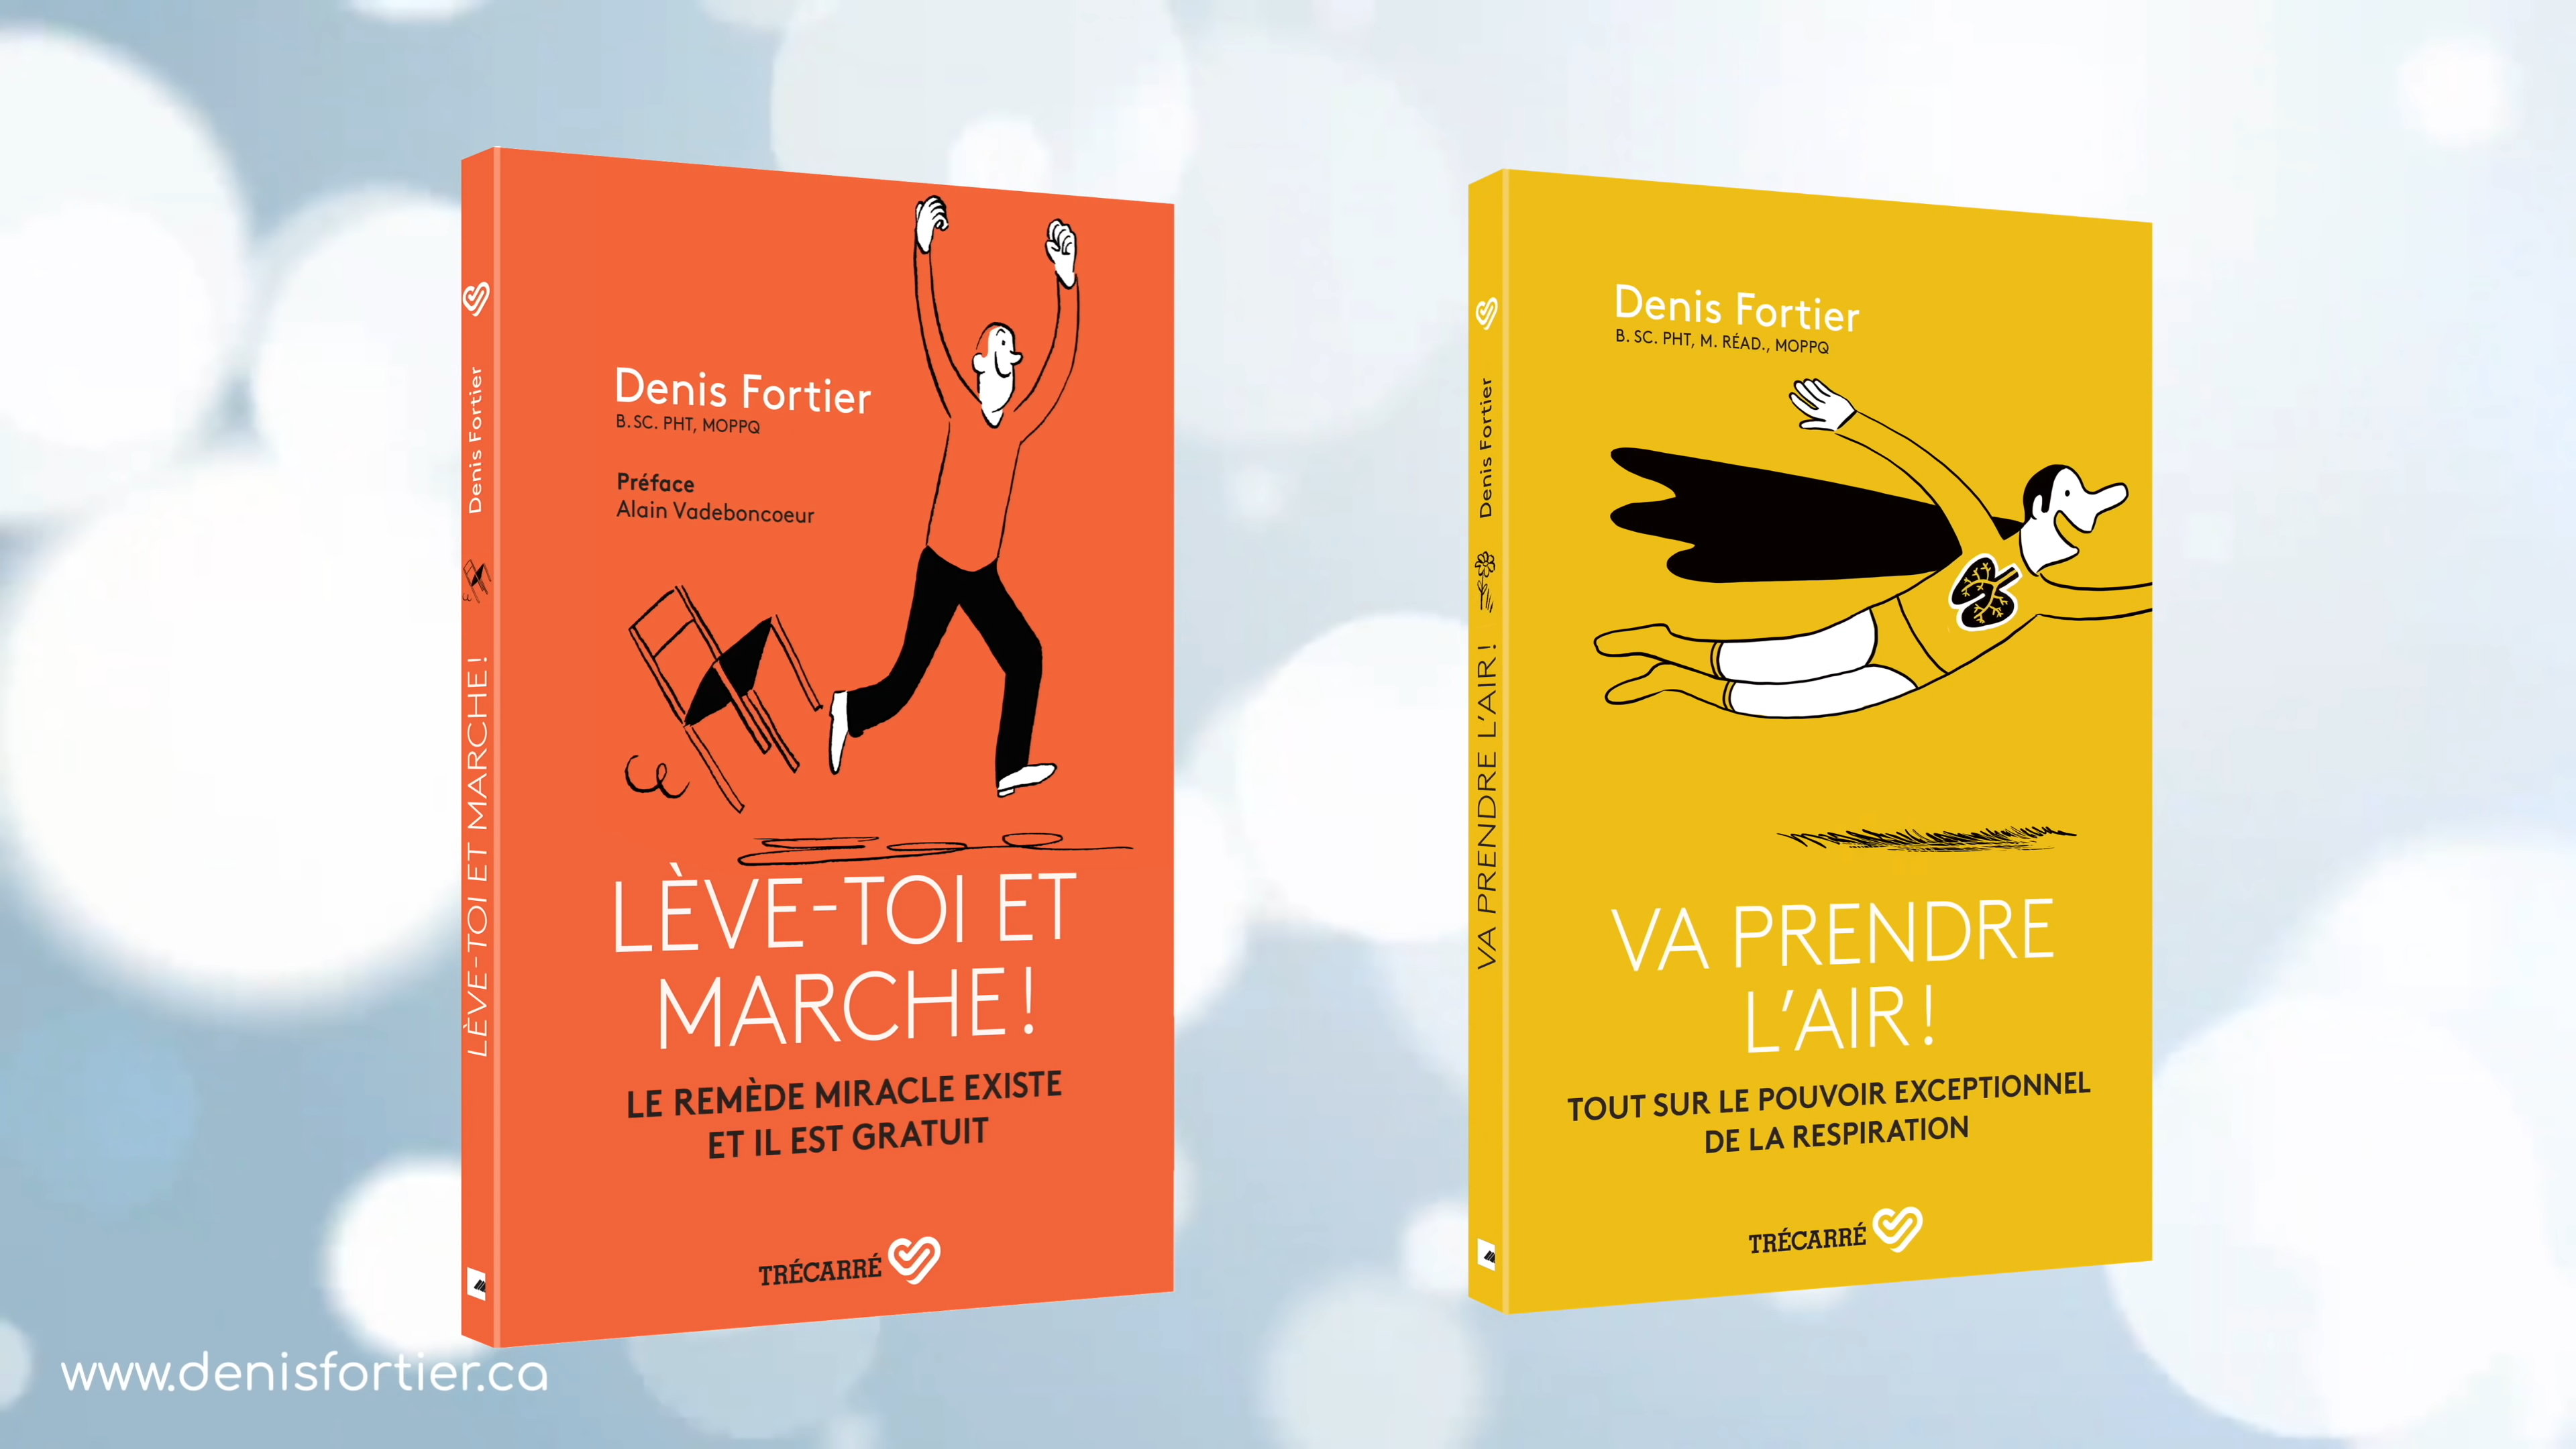 Denis Fortier
B. SC. PHT, MOPPQ
Préface
Alain Vadeboncoeur
LÈVE-TOI ET
MARCHE !
LE REMÈDE MIRACLE EXISTE
ET IL EST GRATUIT
TRÉCARRÉ
LÈVE-TOI ET MARCHE ! Denis Fortier
Denis Fortier
B. SC. PHT, M. RÉAD., MOPPQ
VA PRENDRE
L'AIR !
TOUT SUR LE POUVOIR EXCEPTIONNEL
DE LA RESPIRATION
TRÉCARRÉ
VA PRENDRE L'AIR ! Denis Fortier
www.denisfortier.ca